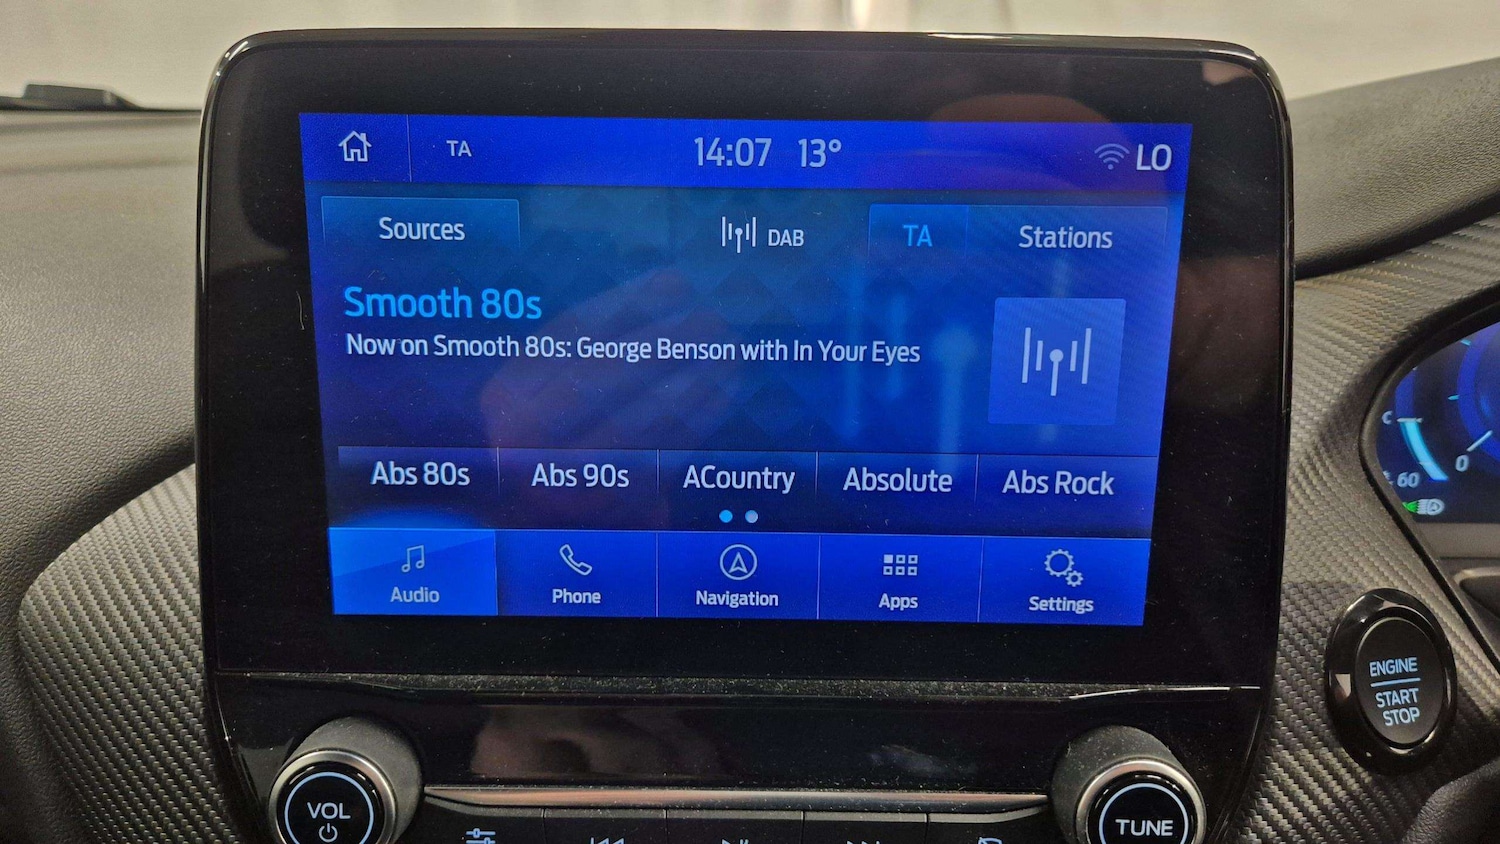 TA
14:07 13°
LO
Sources
DAB
TA
Stations
Smooth 80s
Now on Smooth 80s: George Benson with In Your Eyes
Abs 80s
Abs 90s
ACountry
Absolute
Abs Rock
Audio
Phone
Navigation
Apps
Settings
C
60
0
ENGINE
START
STOP
VOL
TUNE